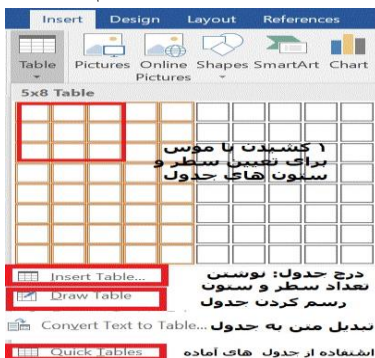 Insert Design Layout References
Table Pictures Online Pictures Shapes SmartArt Chart
5x8 Table
۱ کشیدن با موس
برای تعیین سطر و
ستون های جدول
Insert Table...
درج جدول: نوشتن
تعداد سطر و ستون
Draw Table
رسم کردن جدول
Convert Text to Table...
تبدیل متن به جدول
Quick Tables
استفاده از جدول های آماده